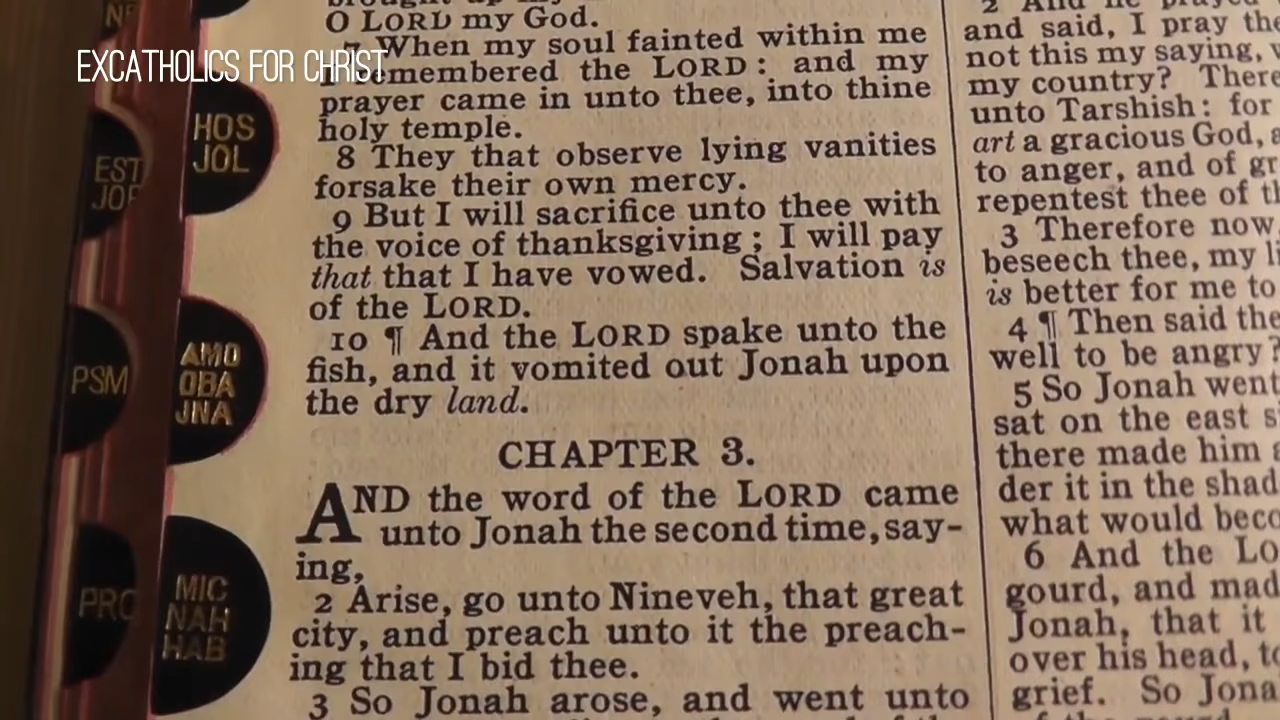 EXCATHOLICS FOR CHRIST
HOS
JOL
EST
AMO
OBA
JNA
PSM
MIC
NAH
HAB
O LORD my God.
When my soul fainted within me
remembered the LORD: and my
prayer came in unto thee, into thine
holy temple.
8 They that observe lying vanities
forsake their own mercy.
9 But I will sacrifice unto thee with
the voice of thanksgiving; I will pay
that that I have vowed. Salvation is
of the LORD.
10 ¶ And the LORD spake unto the
fish, and it vomited out Jonah upon
the dry land.
CHAPTER 3.
AND the word of the LORD came
unto Jonah the second time, say-
ing,
2 Arise, go unto Nineveh, that great
city, and preach unto it the preach-
ing that I bid thee.
3 So Jonah arose, and went unto
2 And he prayed
and said, I pray
not this my saying,
my country?
unto Tarshish: for
art a gracious God,
to anger, and of
repentest thee of
3 Therefore now,
beseech thee, my
is better for me to
4 ¶ Then said the
well to be angry?
5 So Jonah went
sat on the east
there made him
der it in the
what would
6 And the
gourd, and
Jonah, that it
over his head,
grief. So